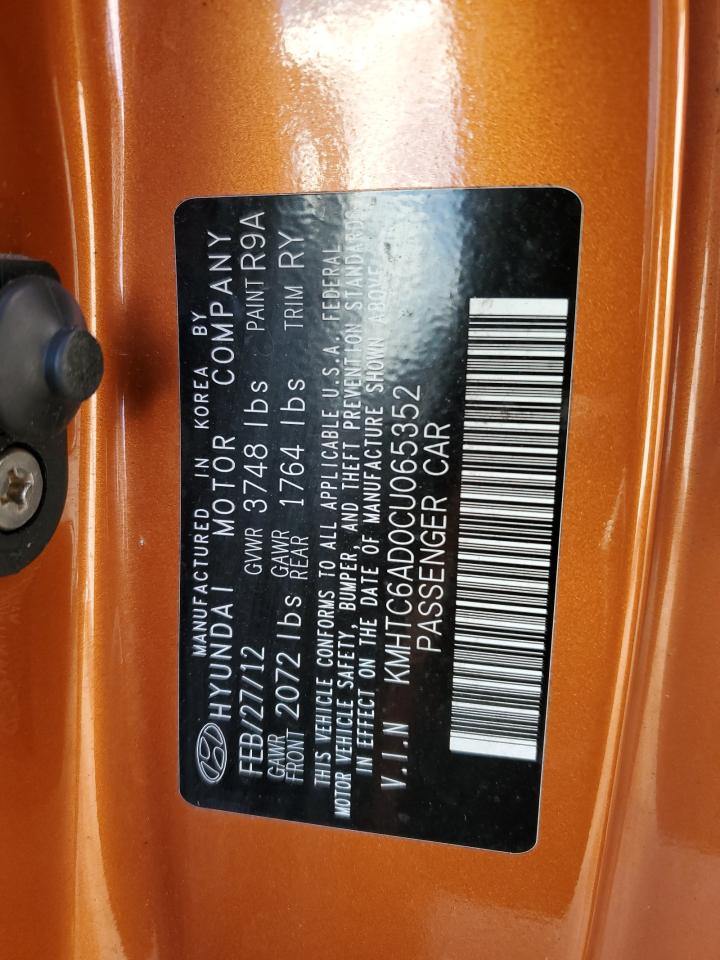 MANUFACTURED IN KOREA BY
HYUNDAI MOTOR COMPANY
FEB/27/12 GVWR 3748 lbs PAINT R9A
GAWR FRONT 2072 lbs GAWR REAR 1764 lbs TRIM RY
THIS VEHICLE CONFORMS TO ALL APPLICABLE U.S.A. FEDERAL
MOTOR VEHICLE SAFETY, BUMPER, AND THEFT PREVENTION STANDARDS
IN EFFECT ON THE DATE OF MANUFACTURE SHOWN ABOVE.
V.I.N KMHTC6AD0CU065352
PASSENGER CAR